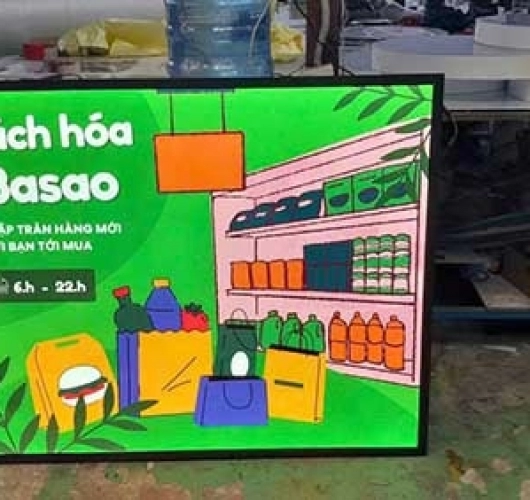 ách hóa
Basao
ẬP TRÀN HÀNG MỚI
I BẠN TỚI MUA
6.h - 22.h